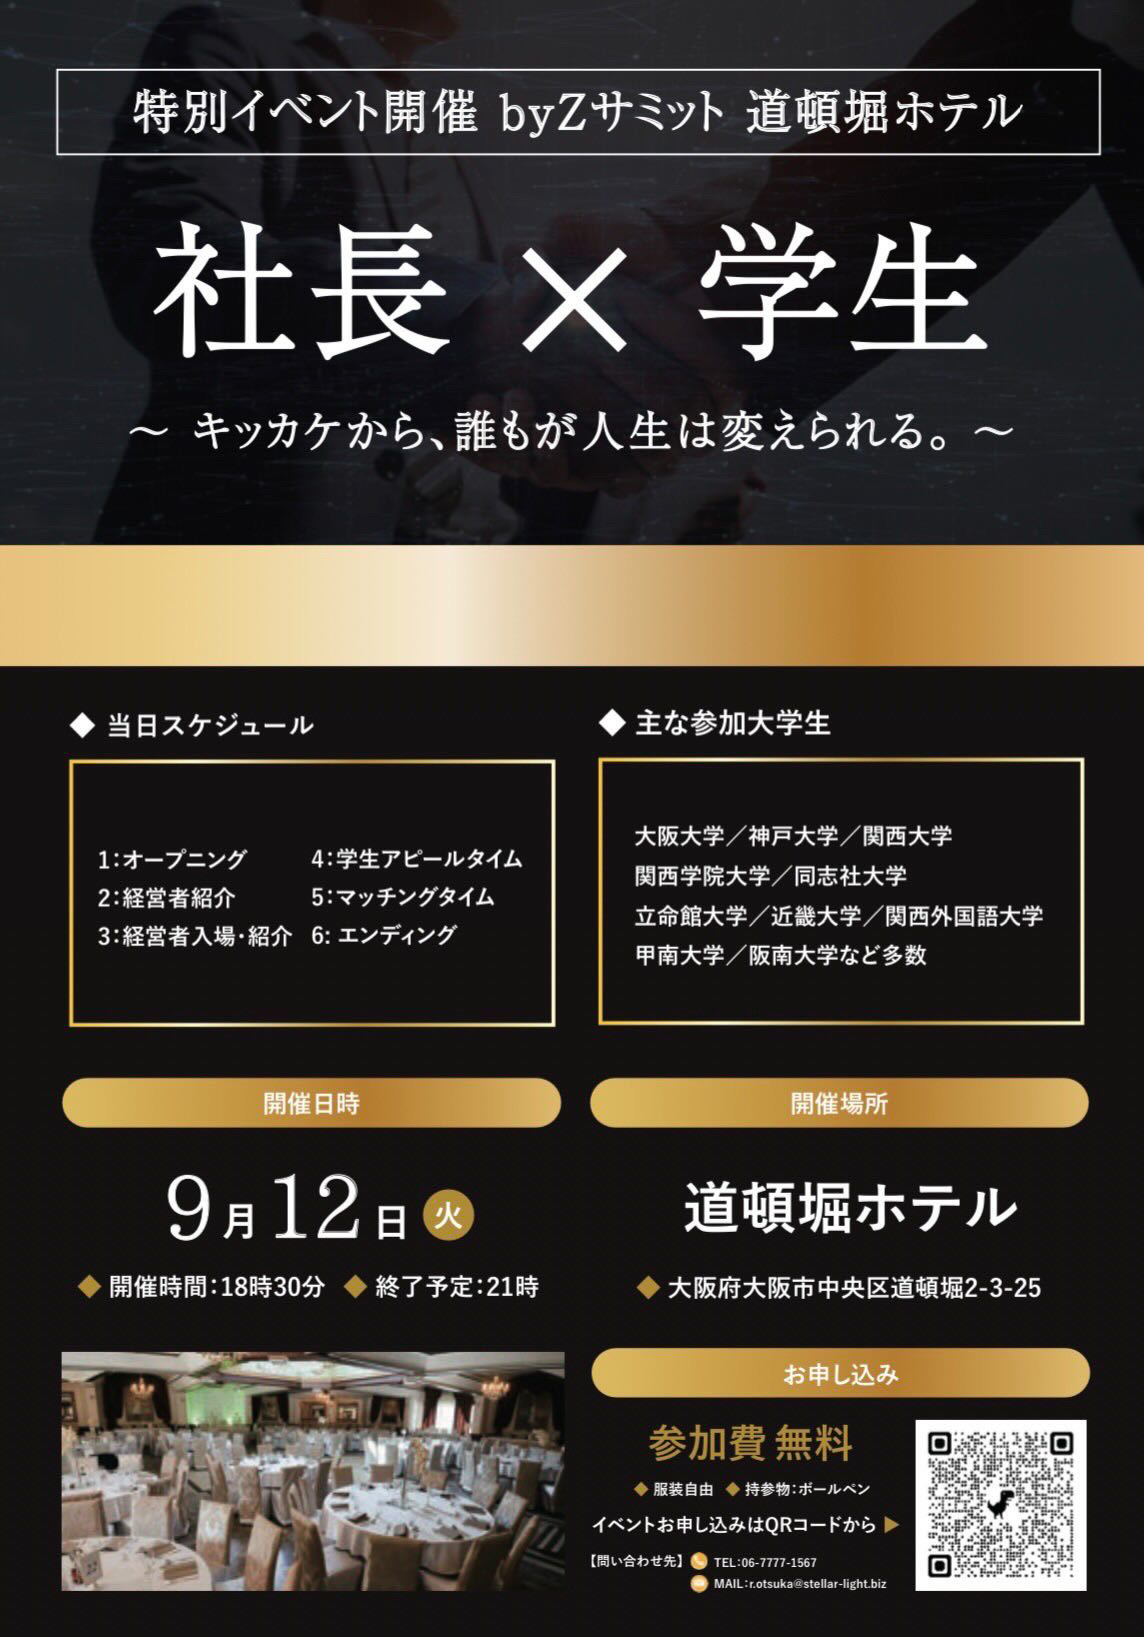 特別イベント開催 byZサミット 道頓堀ホテル
社長 × 学生
～ キッカケから、誰もが人生は変えられる。 ～
◆ 当日スケジュール
1:オープニング
2:経営者紹介
3:経営者入場・紹介
4:学生アピールタイム
5:マッチングタイム
6: エンディング
◆ 主な参加大学生
大阪大学／神戸大学／関西大学
関西学院大学／同志社大学
立命館大学／近畿大学／関西外国語大学
甲南大学／阪南大学など多数
開催日時
9月12日 火
◆ 開催時間:18時30分 ◆ 終了予定:21時
開催場所
道頓堀ホテル
◆ 大阪府大阪市中央区道頓堀2-3-25
お申し込み
参加費 無料
◆ 服装自由 ◆ 持参物:ボールペン
イベントお申し込みはQRコードから ▶
【問い合わせ先】 TEL:06-7777-1567
MAIL:r.otsuka@stellar-light.biz